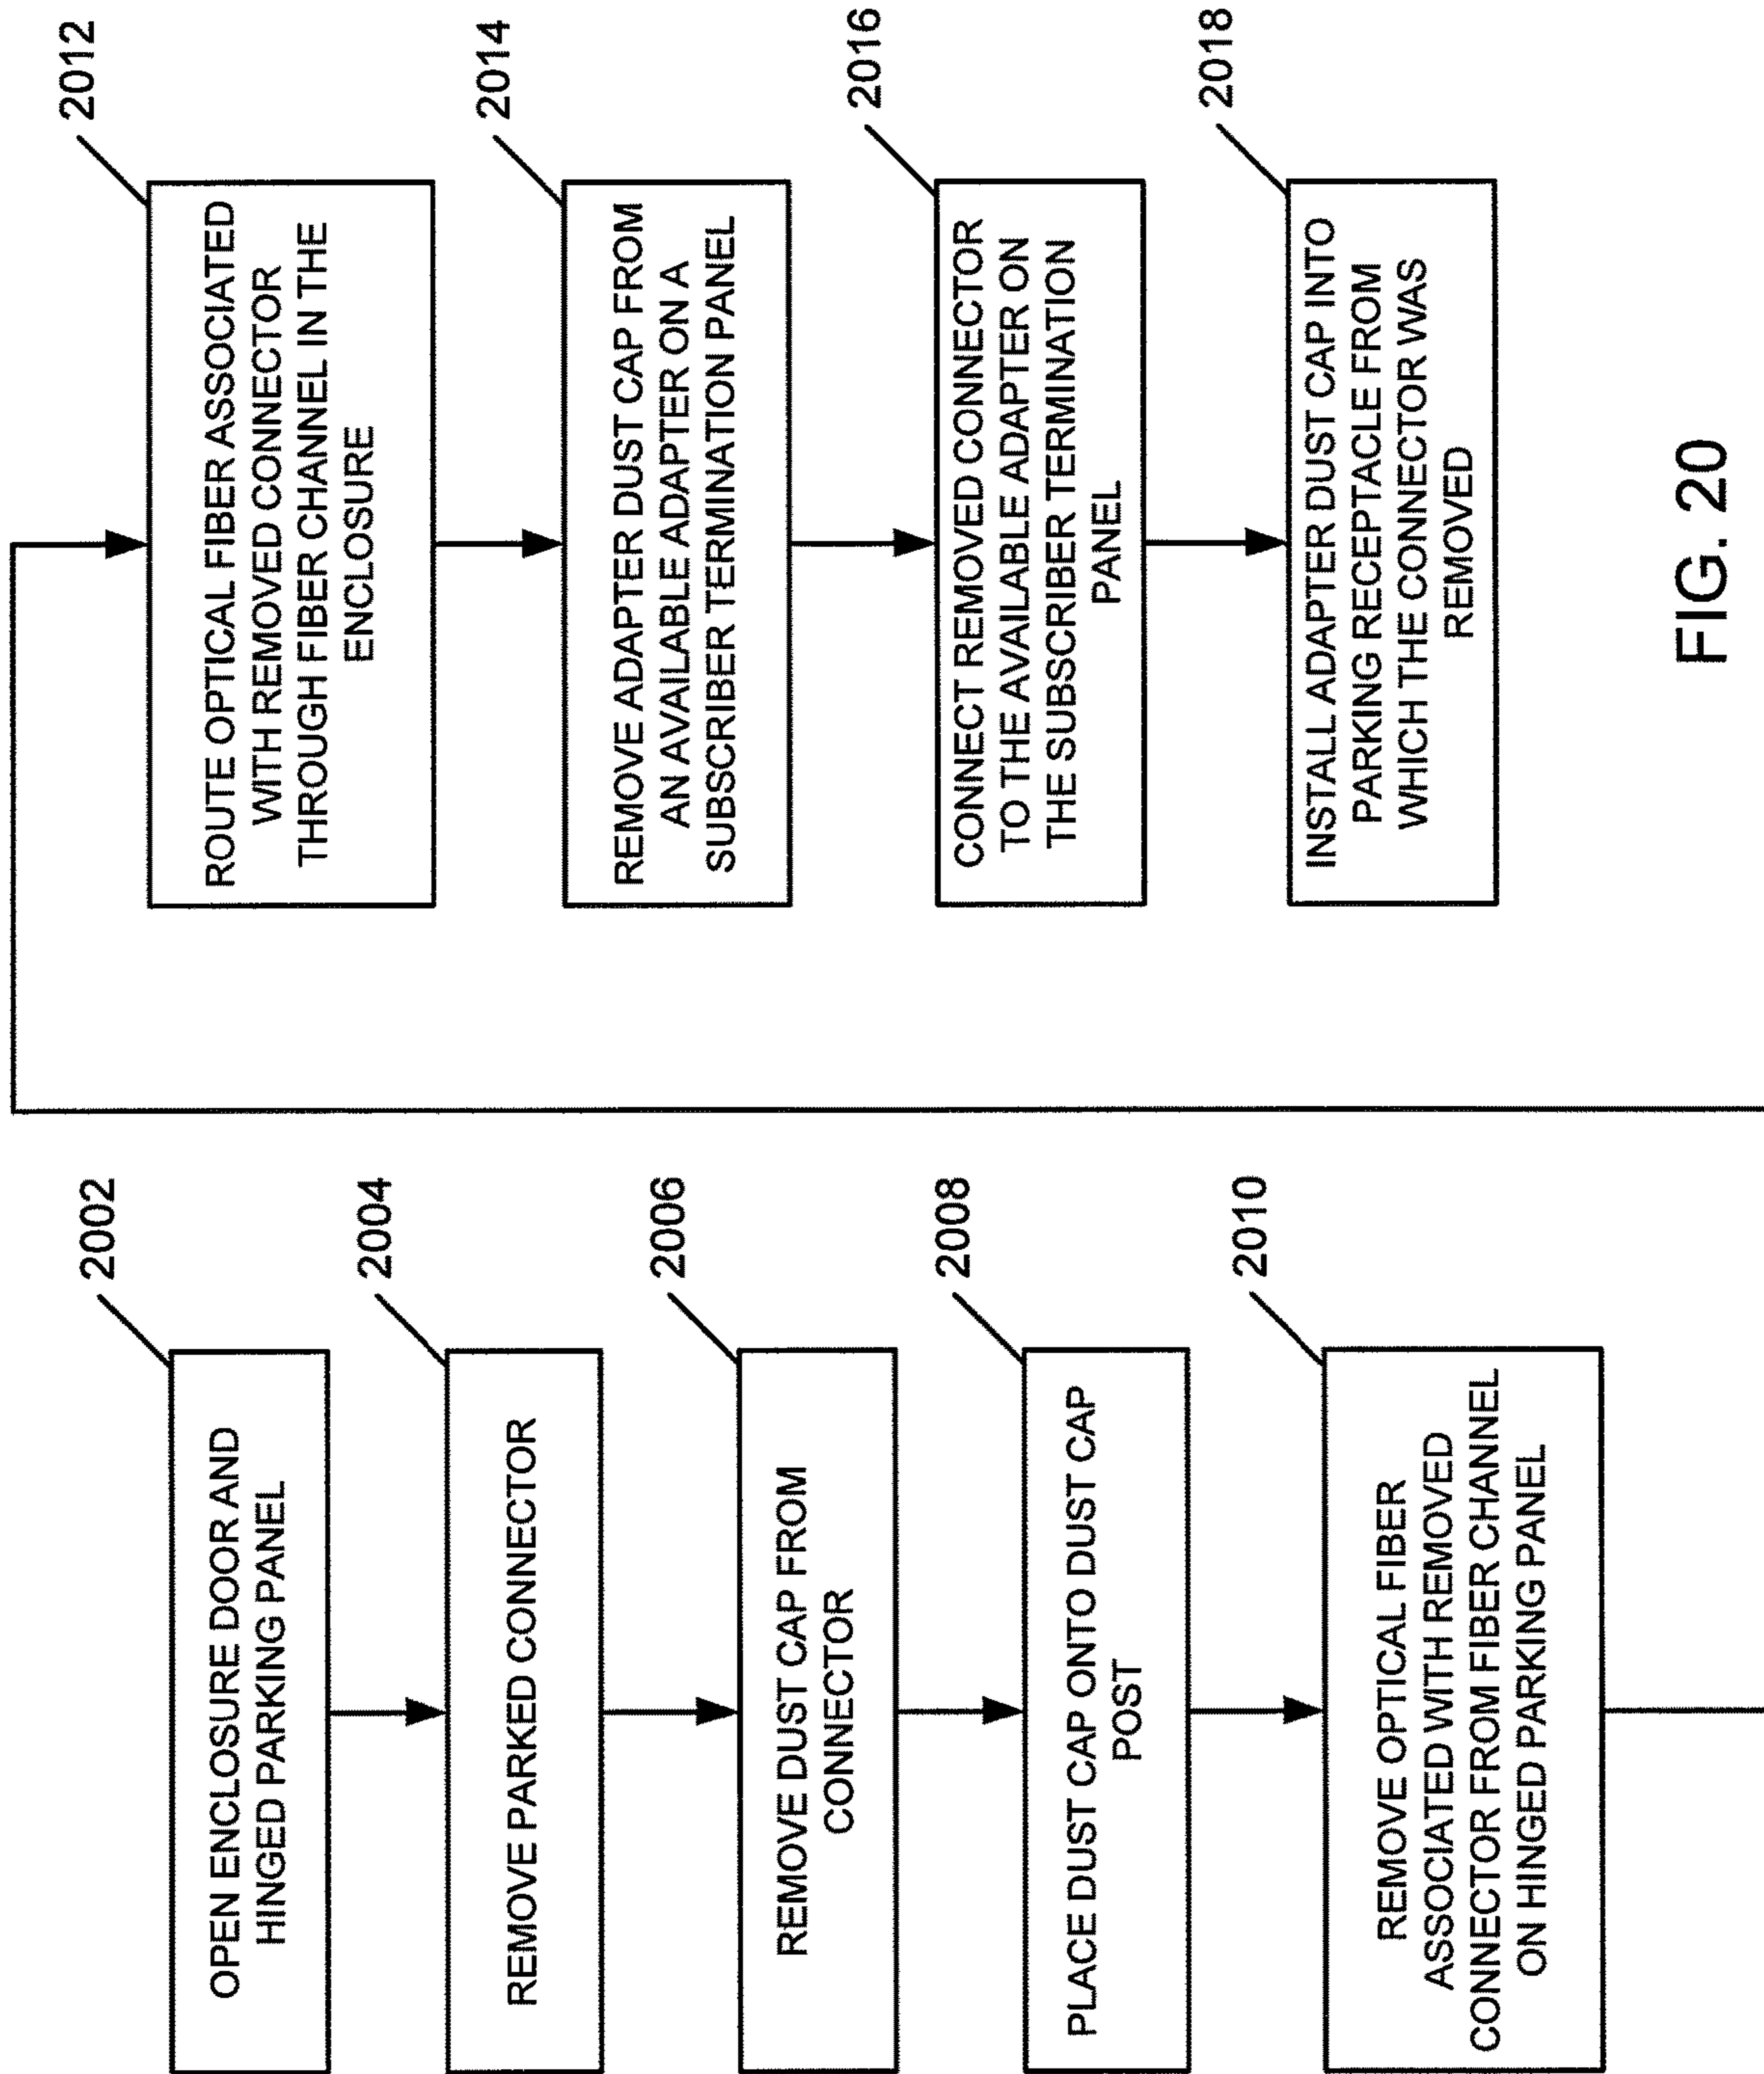 2002
OPEN ENCLOSURE DOOR AND
HINGED PARKING PANEL
2004
REMOVE PARKED CONNECTOR
2006
REMOVE DUST CAP FROM
CONNECTOR
2008
PLACE DUST CAP ONTO DUST CAP
POST
2010
REMOVE OPTICAL FIBER
ASSOCIATED WITH REMOVED
CONNECTOR FROM FIBER CHANNEL
ON HINGED PARKING PANEL
2012
ROUTE OPTICAL FIBER ASSOCIATED
WITH REMOVED CONNECTOR
THROUGH FIBER CHANNEL IN THE
ENCLOSURE
2014
REMOVE ADAPTER DUST CAP FROM
AN AVAILABLE ADAPTER ON A
SUBSCRIBER TERMINATION PANEL
2016
CONNECT REMOVED CONNECTOR
TO THE AVAILABLE ADAPTER ON
THE SUBSCRIBER TERMINATION
PANEL
2018
INSTALL ADAPTER DUST CAP INTO
PARKING RECEPTACLE FROM
WHICH THE CONNECTOR WAS
REMOVED
FIG. 20